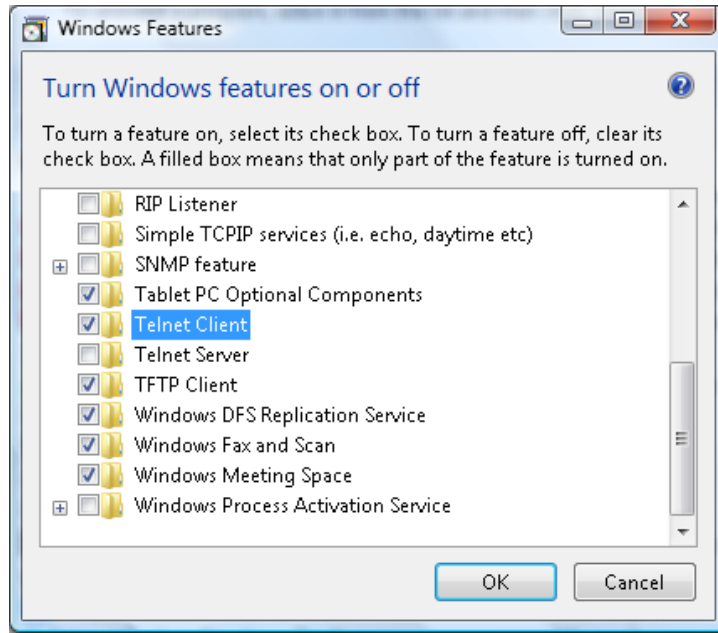 Windows Features
Turn Windows features on or off
To turn a feature on, select its check box. To turn a feature off, clear its
check box. A filled box means that only part of the feature is turned on.
RIP Listener
Simple TCPIP services (i.e. echo, daytime etc)
SNMP feature
Tablet PC Optional Components
Telnet Client
Telnet Server
TFTP Client
Windows DFS Replication Service
Windows Fax and Scan
Windows Meeting Space
Windows Process Activation Service
OK Cancel